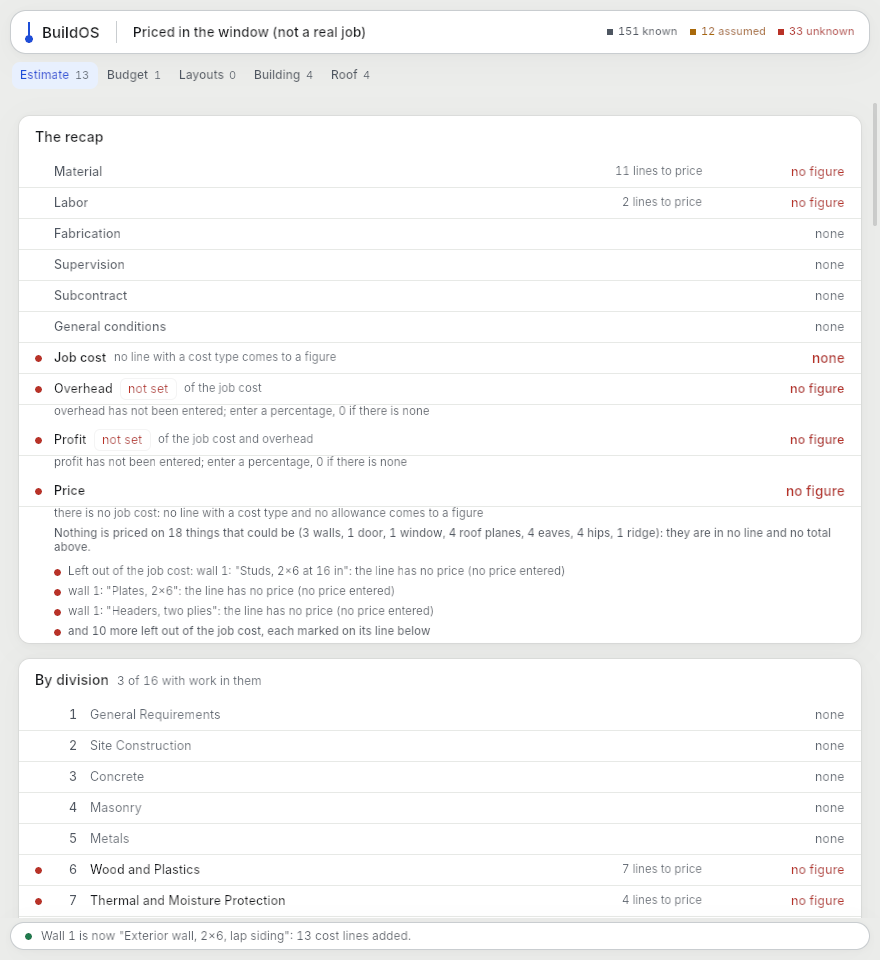 BuildOS Priced in the window (not a real job) 151 known 12 assumed 33 unknown
Estimate 13 Budget 1 Layouts 0 Building 4 Roof 4
The recap
Material 11 lines to price no figure
Labor 2 lines to price no figure
Fabrication none
Supervision none
Subcontract none
General conditions none
Job cost no line with a cost type comes to a figure none
Overhead not set of the job cost no figure
overhead has not been entered; enter a percentage, 0 if there is none
Profit not set of the job cost and overhead no figure
profit has not been entered; enter a percentage, 0 if there is none
Price no figure
there is no job cost: no line with a cost type and no allowance comes to a figure
Nothing is priced on 18 things that could be (3 walls, 1 door, 1 window, 4 roof planes, 4 eaves, 4 hips, 1 ridge): they are in no line and no total
above.
Left out of the job cost: wall 1: "Studs, 2×6 at 16 in": the line has no price (no price entered)
wall 1: "Plates, 2×6": the line has no price (no price entered)
wall 1: "Headers, two plies": the line has no price (no price entered)
and 10 more left out of the job cost, each marked on its line below
By division 3 of 16 with work in them
1 General Requirements none
2 Site Construction none
3 Concrete none
4 Masonry none
5 Metals none
6 Wood and Plastics 7 lines to price no figure
7 Thermal and Moisture Protection 4 lines to price no figure
Wall 1 is now "Exterior wall, 2×6, lap siding": 13 cost lines added.